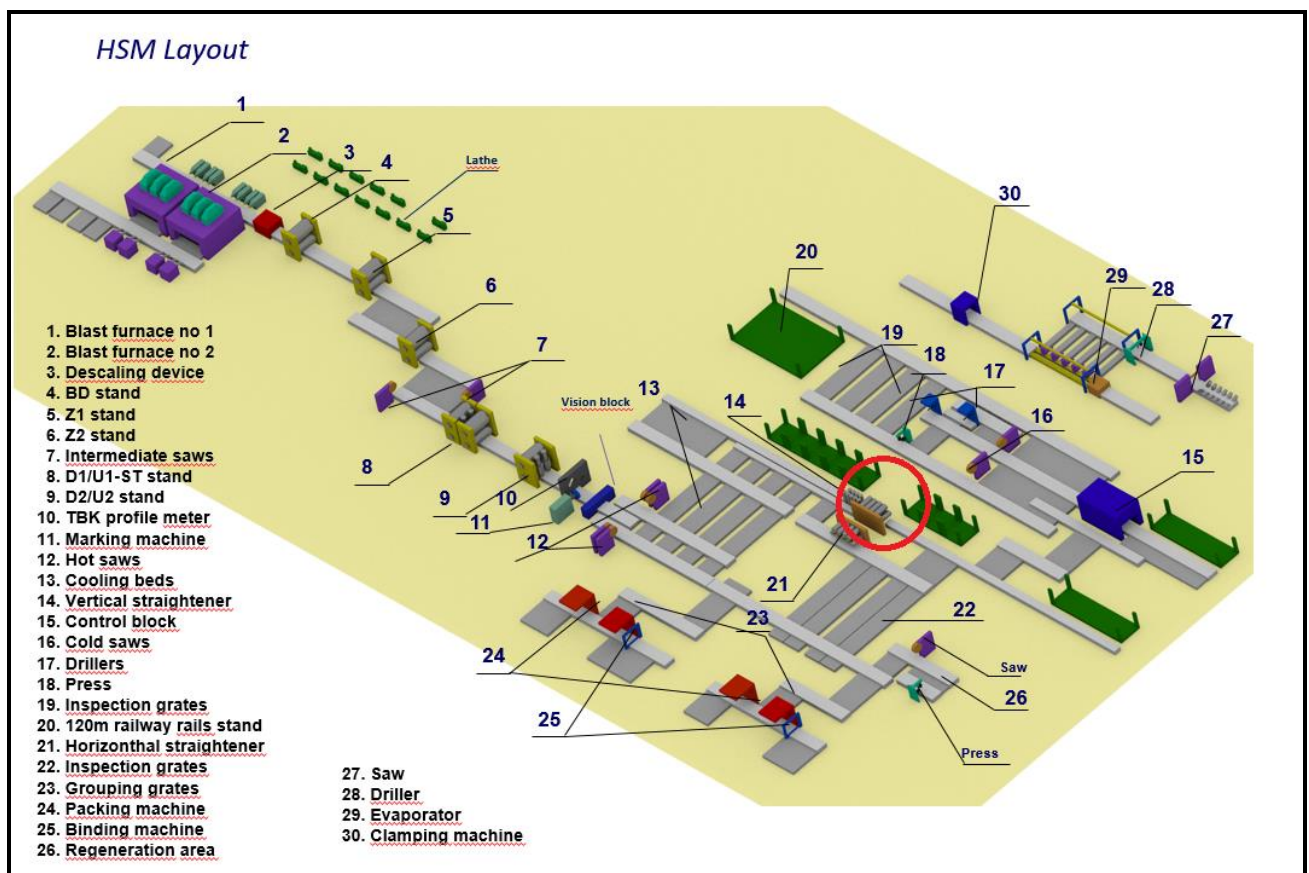 HSM Layout
1
2
3
Lathe
4
5
6
7
Vision block
8
9
10
11
12
13
14
15
16
17
18
19
20
21
22
23
24
25
26
27
28
29
30
Saw
Press
1. Blast furnace no 1
2. Blast furnace no 2
3. Descaling device
4. BD stand
5. Z1 stand
6. Z2 stand
7. Intermediate saws
8. D1/U1-ST stand
9. D2/U2 stand
10. TBK profile meter
11. Marking machine
12. Hot saws
13. Cooling beds
14. Vertical straightener
15. Control block
16. Cold saws
17. Drillers
18. Press
19. Inspection grates
20. 120m railway rails stand
21. Horizonthal straightener
22. Inspection grates
23. Grouping grates
24. Packing machine
25. Binding machine
26. Regeneration area
27. Saw
28. Driller
29. Evaporator
30. Clamping machine